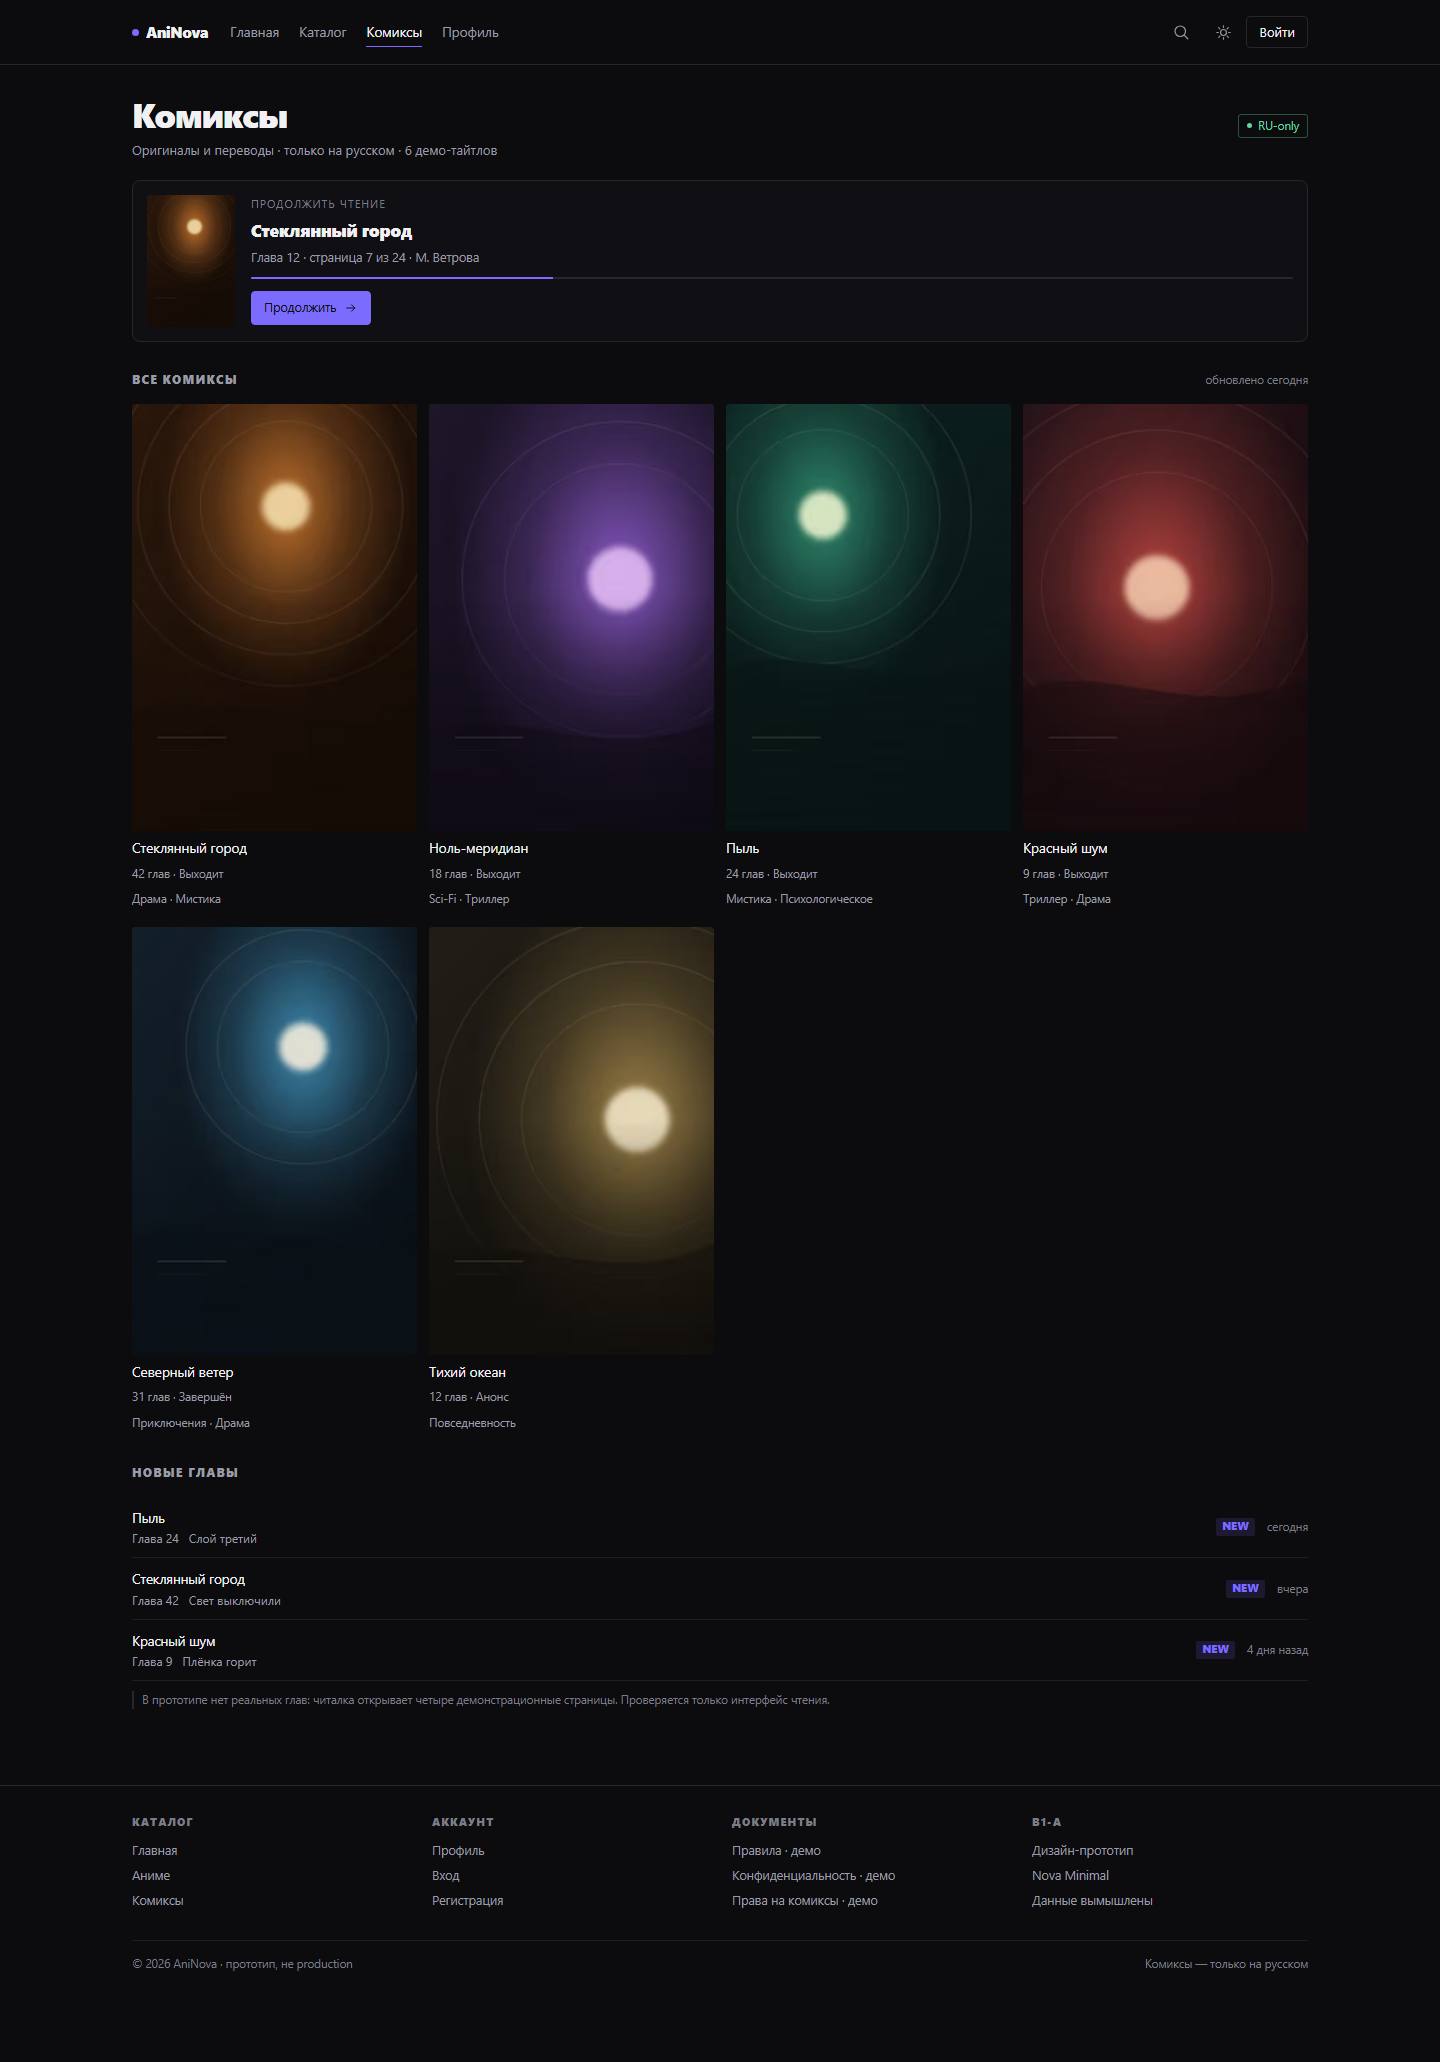 AniNova Главная Каталог Комиксы Профиль Войти
Комиксы
RU-only
Оригиналы и переводы · только на русском · 6 демо-тайтлов
ПРОДОЛЖИТЬ ЧТЕНИЕ
Стеклянный город
Глава 12 · страница 7 из 24 · М. Ветрова
Продолжить →
ВСЕ КОМИКСЫ обновлено сегодня
Стеклянный город
42 глав · Выходит
Драма · Мистика
Ноль-меридиан
18 глав · Выходит
Sci-Fi · Триллер
Пыль
24 глав · Выходит
Мистика · Психологическое
Красный шум
9 глав · Выходит
Триллер · Драма
Северный ветер
31 глав · Завершён
Приключения · Драма
Тихий океан
12 глав · Анонс
Повседневность
НОВЫЕ ГЛАВЫ
Пыль
Глава 24 Слой третий
NEW сегодня
Стеклянный город
Глава 42 Свет выключили
NEW вчера
Красный шум
Глава 9 Плёнка горит
NEW 4 дня назад
В прототипе нет реальных глав: читалка открывает четыре демонстрационные страницы. Проверяется только интерфейс чтения.
КАТАЛОГ
Главная
Аниме
Комиксы
АККАУНТ
Профиль
Вход
Регистрация
ДОКУМЕНТЫ
Правила · демо
Конфиденциальность · демо
Права на комиксы · демо
B1-A
Дизайн-прототип
Nova Minimal
Данные вымышлены
© 2026 AniNova · прототип, не production
Комиксы — только на русском